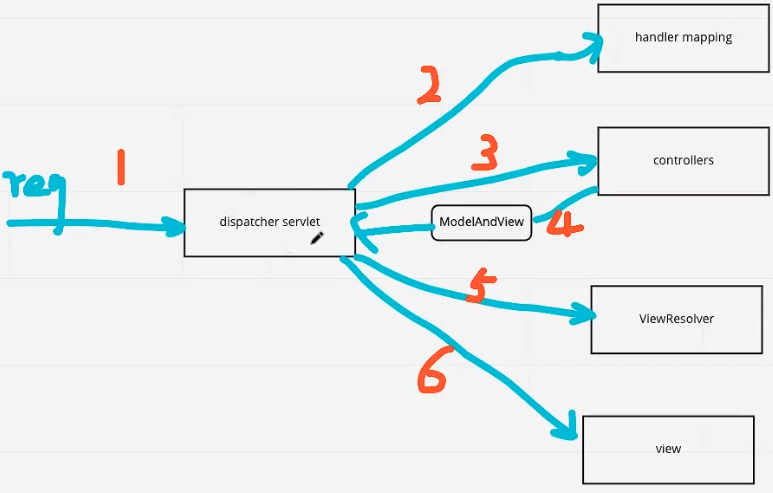 handler mapping
2
1
3
controllers
req
dispatcher servlet
ModelAndView
4
5
ViewResolver
6
view